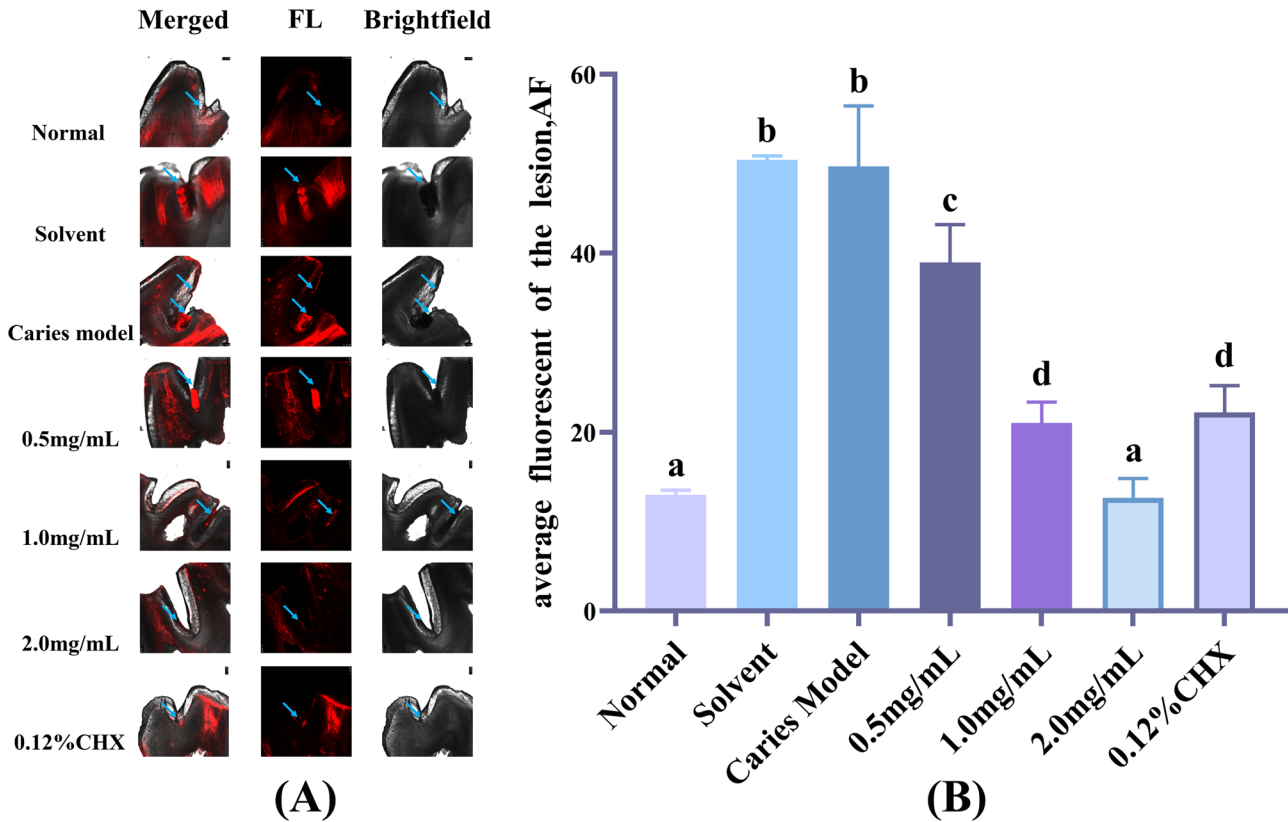 Merged FL Brightfield
Normal
Solvent
Caries model
0.5mg/mL
1.0mg/mL
2.0mg/mL
0.12%CHX
(A)
average fluorescent of the lesion,AF
60
40
20
0
a
b
b
c
d
a
d
Normal
Solvent
Caries Model
0.5mg/mL
1.0mg/mL
2.0mg/mL
0.12%CHX
(B)